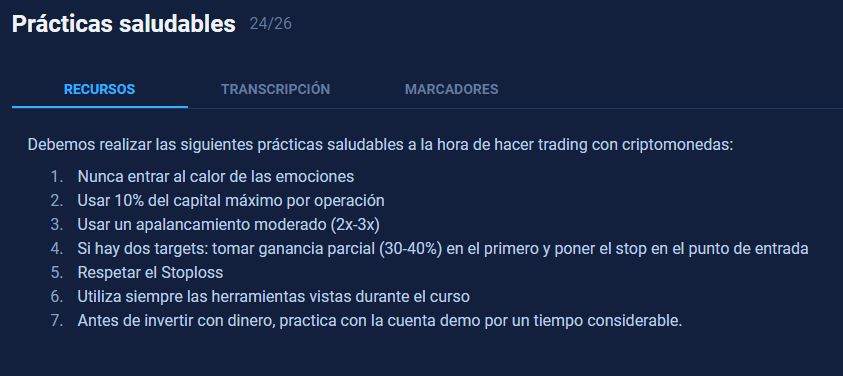 Prácticas saludables 24/26
RECURSOS TRANSCRIPCIÓN MARCADORES
Debemos realizar las siguientes prácticas saludables a la hora de hacer trading con criptomonedas:
1. Nunca entrar al calor de las emociones
2. Usar 10% del capital máximo por operación
3. Usar un apalancamiento moderado (2x-3x)
4. Si hay dos targets: tomar ganancia parcial (30-40%) en el primero y poner el stop en el punto de entrada
5. Respetar el Stoploss
6. Utiliza siempre las herramientas vistas durante el curso
7. Antes de invertir con dinero, practica con la cuenta demo por un tiempo considerable.